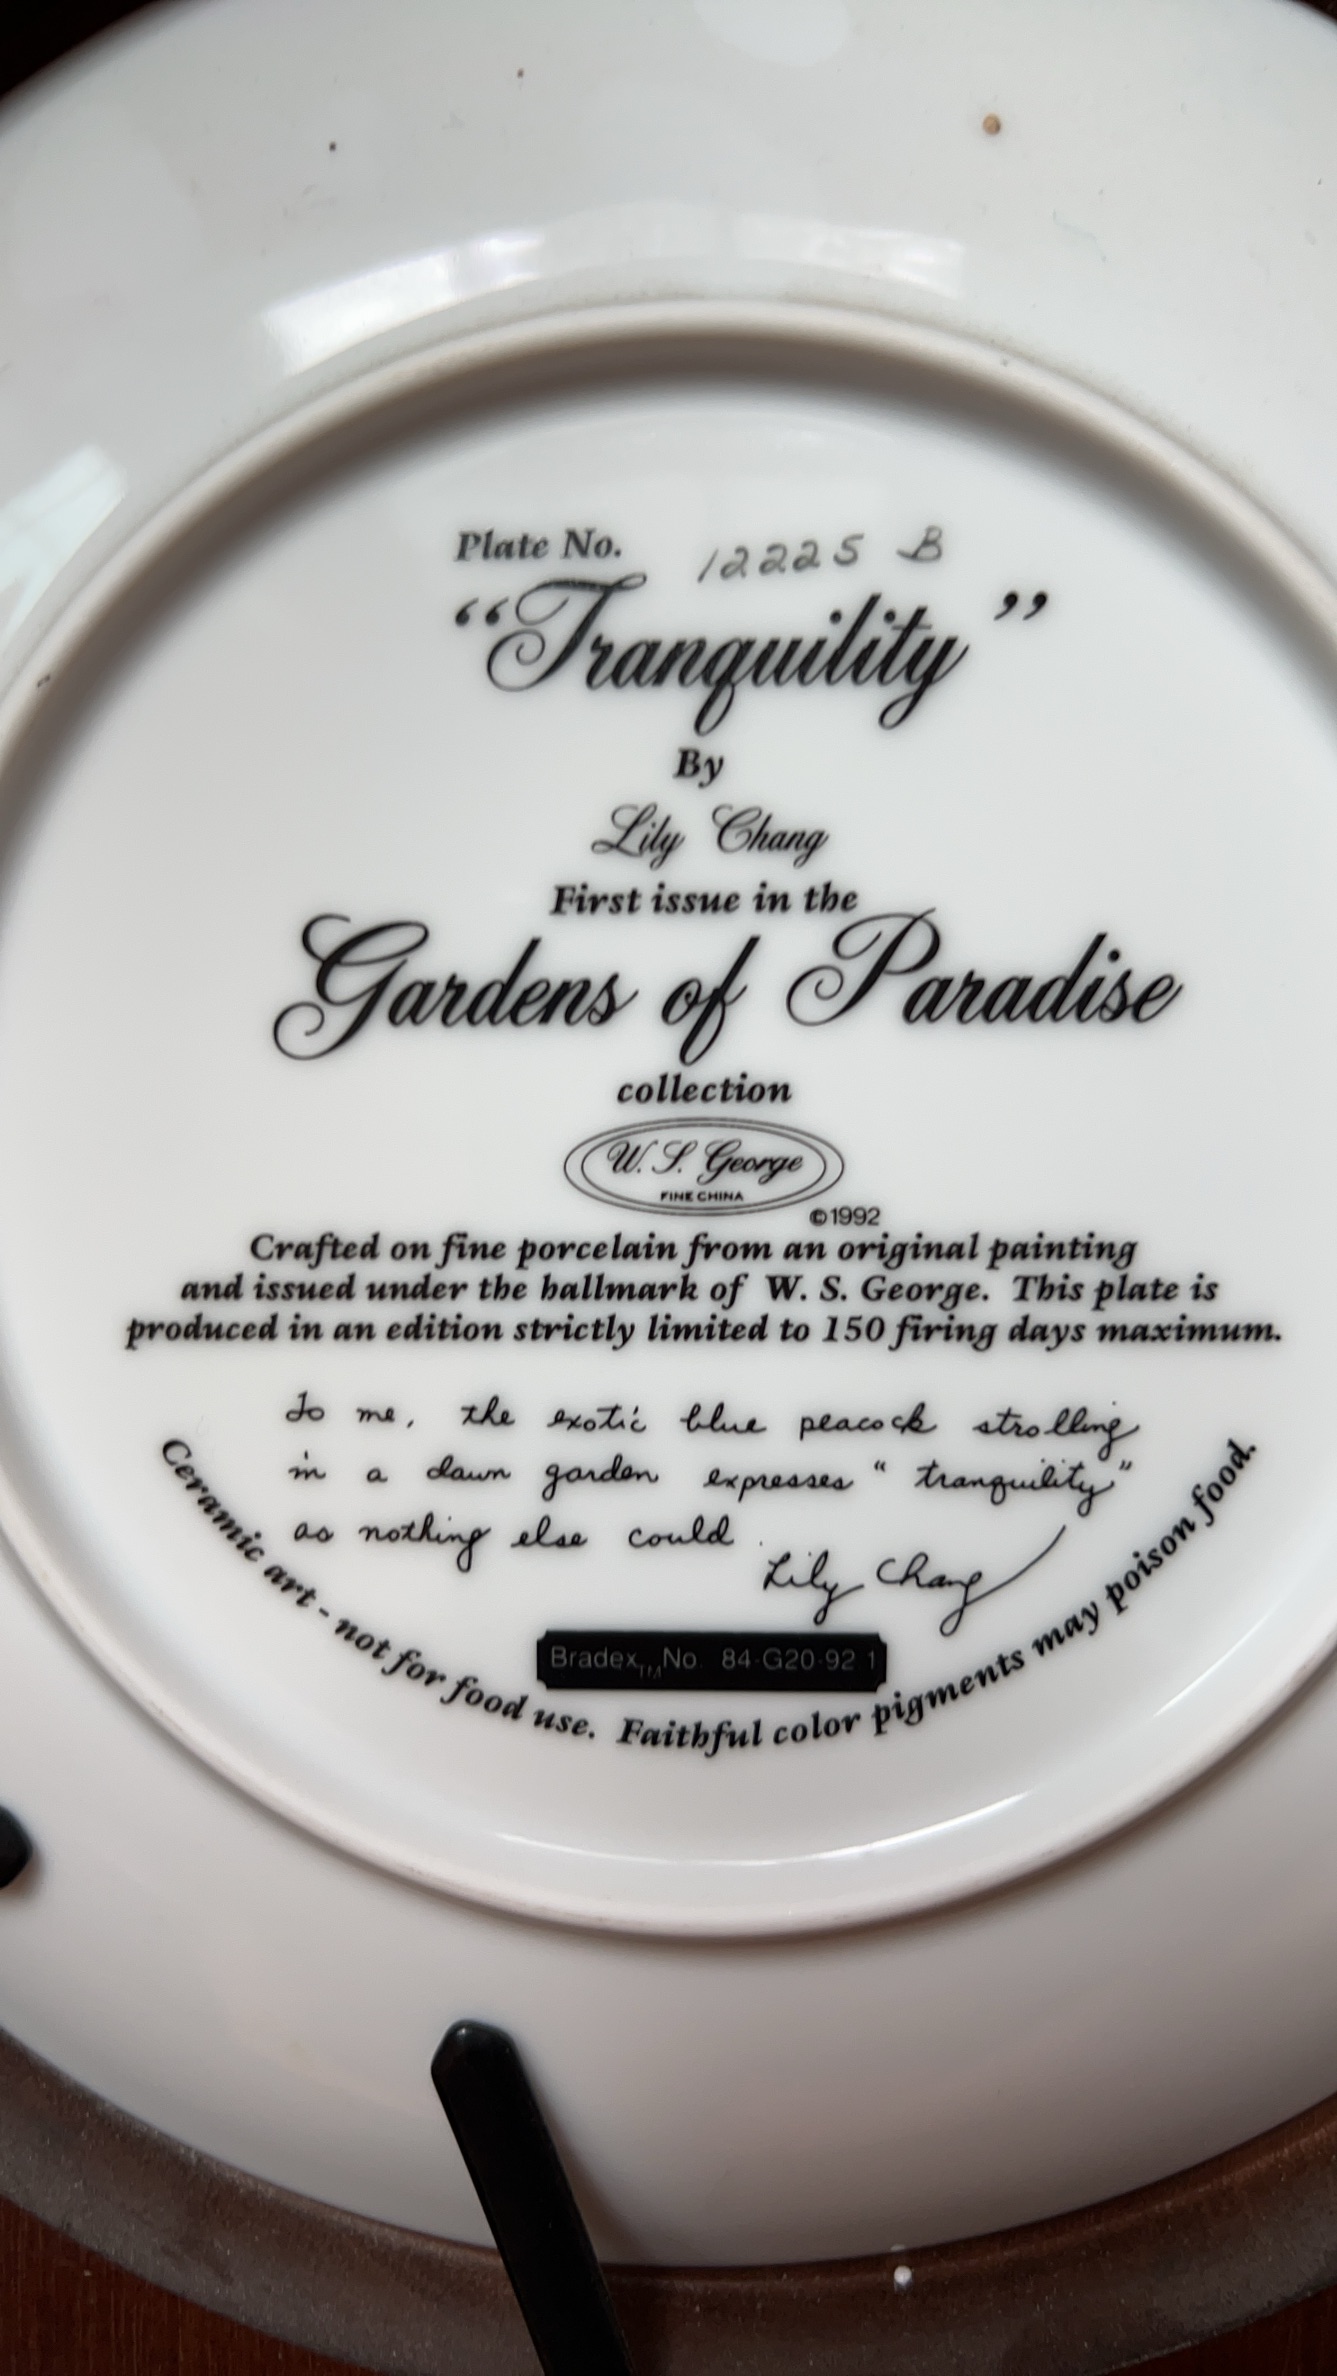 Plate No. 12225 B
“Tranquility”
By
Lily Chang
First issue in the
Gardens of Paradise
collection
W. S. George
FINE CHINA
©1992
Crafted on fine porcelain from an original painting
and issued under the hallmark of W. S. George. This plate is
produced in an edition strictly limited to 150 firing days maximum.
To me, the exotic blue peacock strolling
in a dawn garden expresses “tranquility”
as nothing else could.
Lily Chang
Bradex™ No. 84-G20-92.1
Ceramic art - not for food use. Faithful color pigments may poison food.